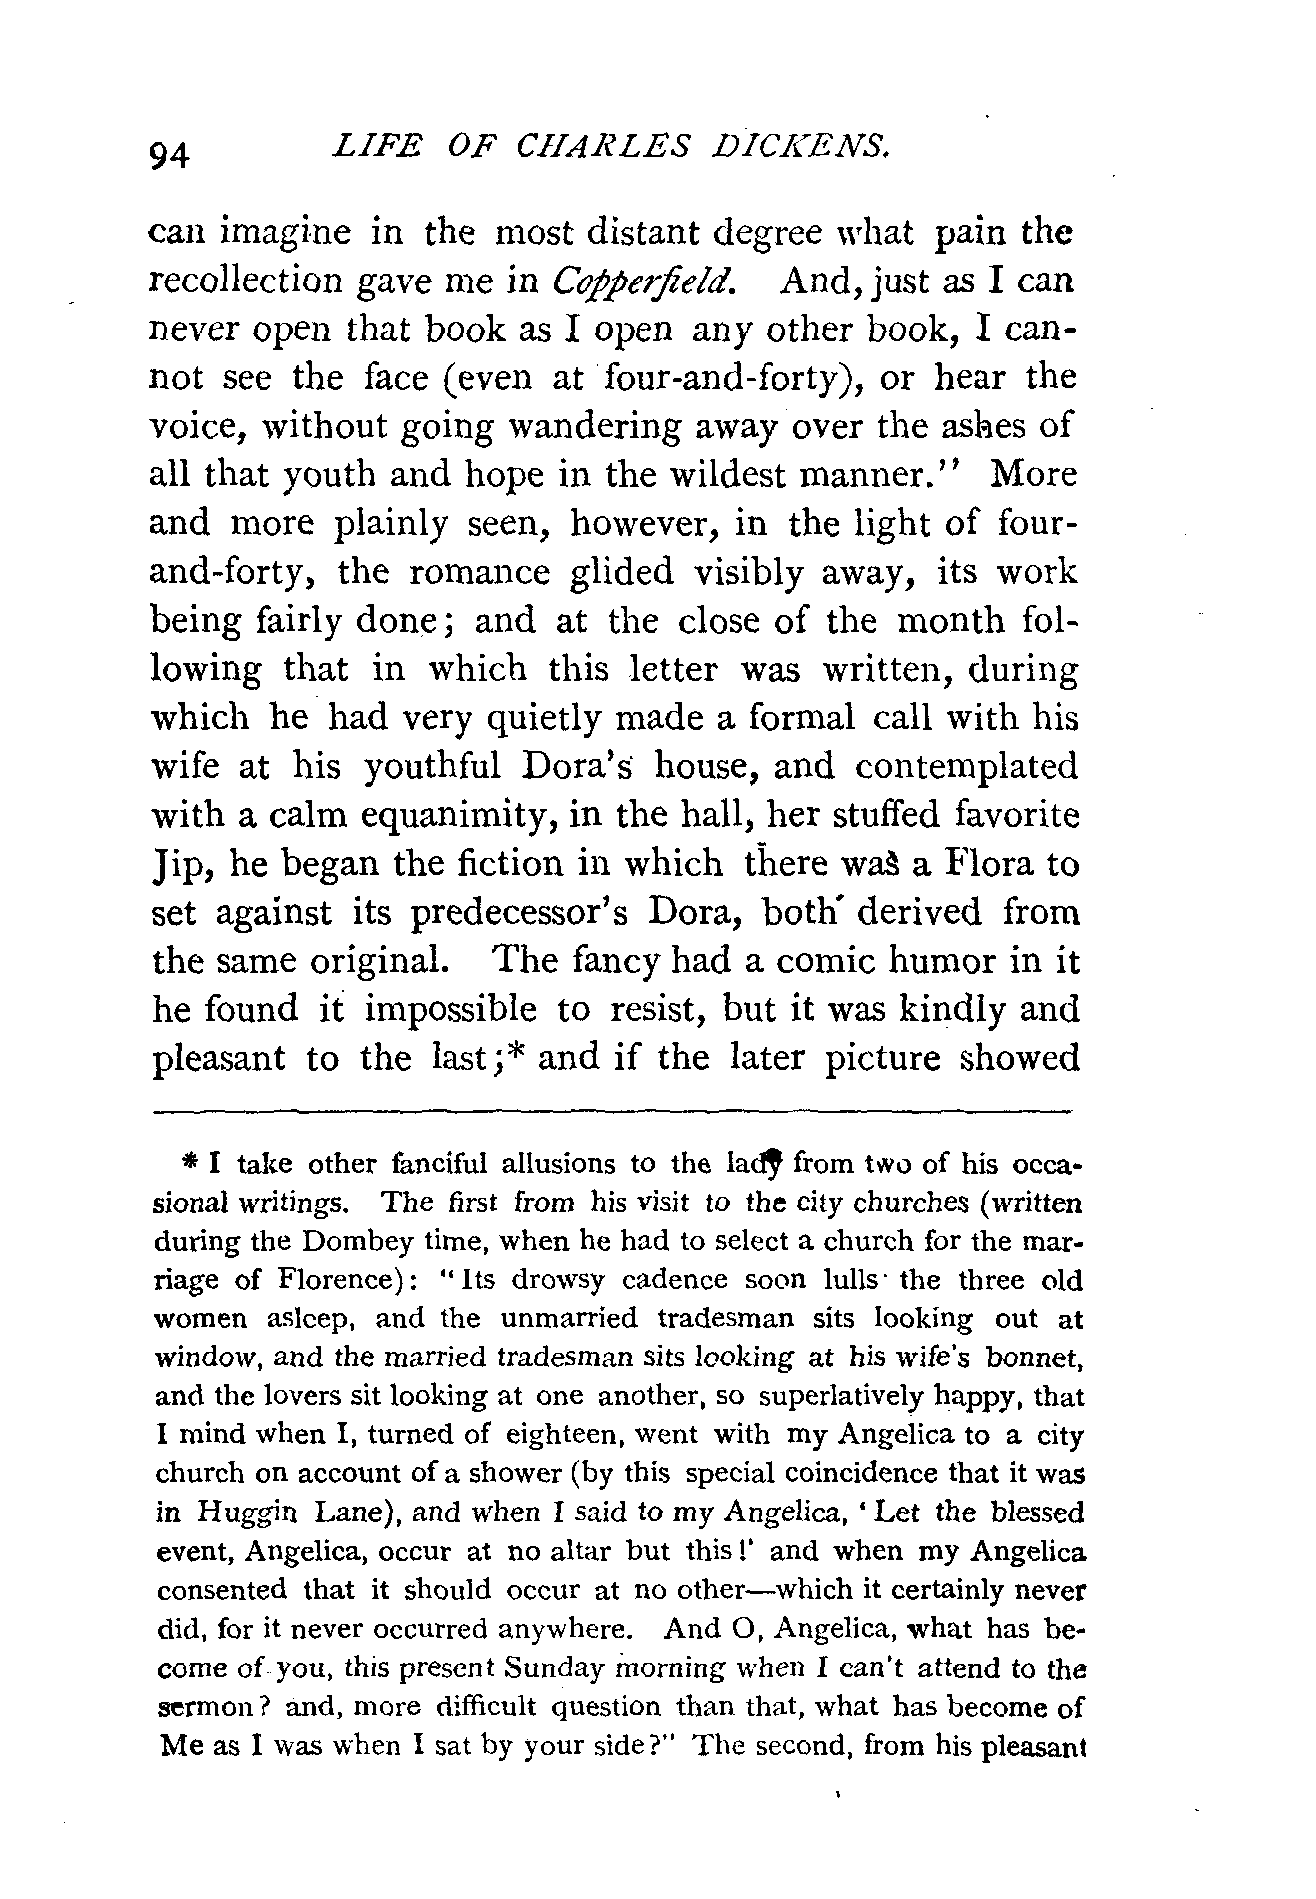 94 LIFE OF CHARLES DICKENS.
can imagine in the most distant degree what pain the
recollection gave me in Copperfield. And, just as I can
never open that book as I open any other book, I can-
not see the face (even at four-and-forty), or hear the
voice, without going wandering away over the ashes of
all that youth and hope in the wildest manner.'' More
and more plainly seen, however, in the light of four-
and-forty, the romance glided visibly away, its work
being fairly done; and at the close of the month fol-
lowing that in which this letter was written, during
which he had very quietly made a formal call with his
wife at his youthful Dora's house, and contemplated
with a calm equanimity, in the hall, her stuffed favorite
Jip, he began the fiction in which there was a Flora to
set against its predecessor's Dora, both derived from
the same original. The fancy had a comic humor in it
he found it impossible to resist, but it was kindly and
pleasant to the last;* and if the later picture showed
* I take other fanciful allusions to the lady from two of his occa-
sional writings. The first from his visit to the city churches (written
during the Dombey time, when he had to select a church for the mar-
riage of Florence): "Its drowsy cadence soon lulls the three old
women asleep, and the unmarried tradesman sits looking out at
window, and the married tradesman sits looking at his wife's bonnet,
and the lovers sit looking at one another, so superlatively happy, that
I mind when I, turned of eighteen, went with my Angelica to a city
church on account of a shower (by this special coincidence that it was
in Huggin Lane), and when I said to my Angelica, 'Let the blessed
event, Angelica, occur at no altar but this!' and when my Angelica
consented that it should occur at no other—which it certainly never
did, for it never occurred anywhere. And O, Angelica, what has be-
come of you, this present Sunday morning when I can't attend to the
sermon? and, more difficult question than that, what has become of
Me as I was when I sat by your side?" The second, from his pleasant